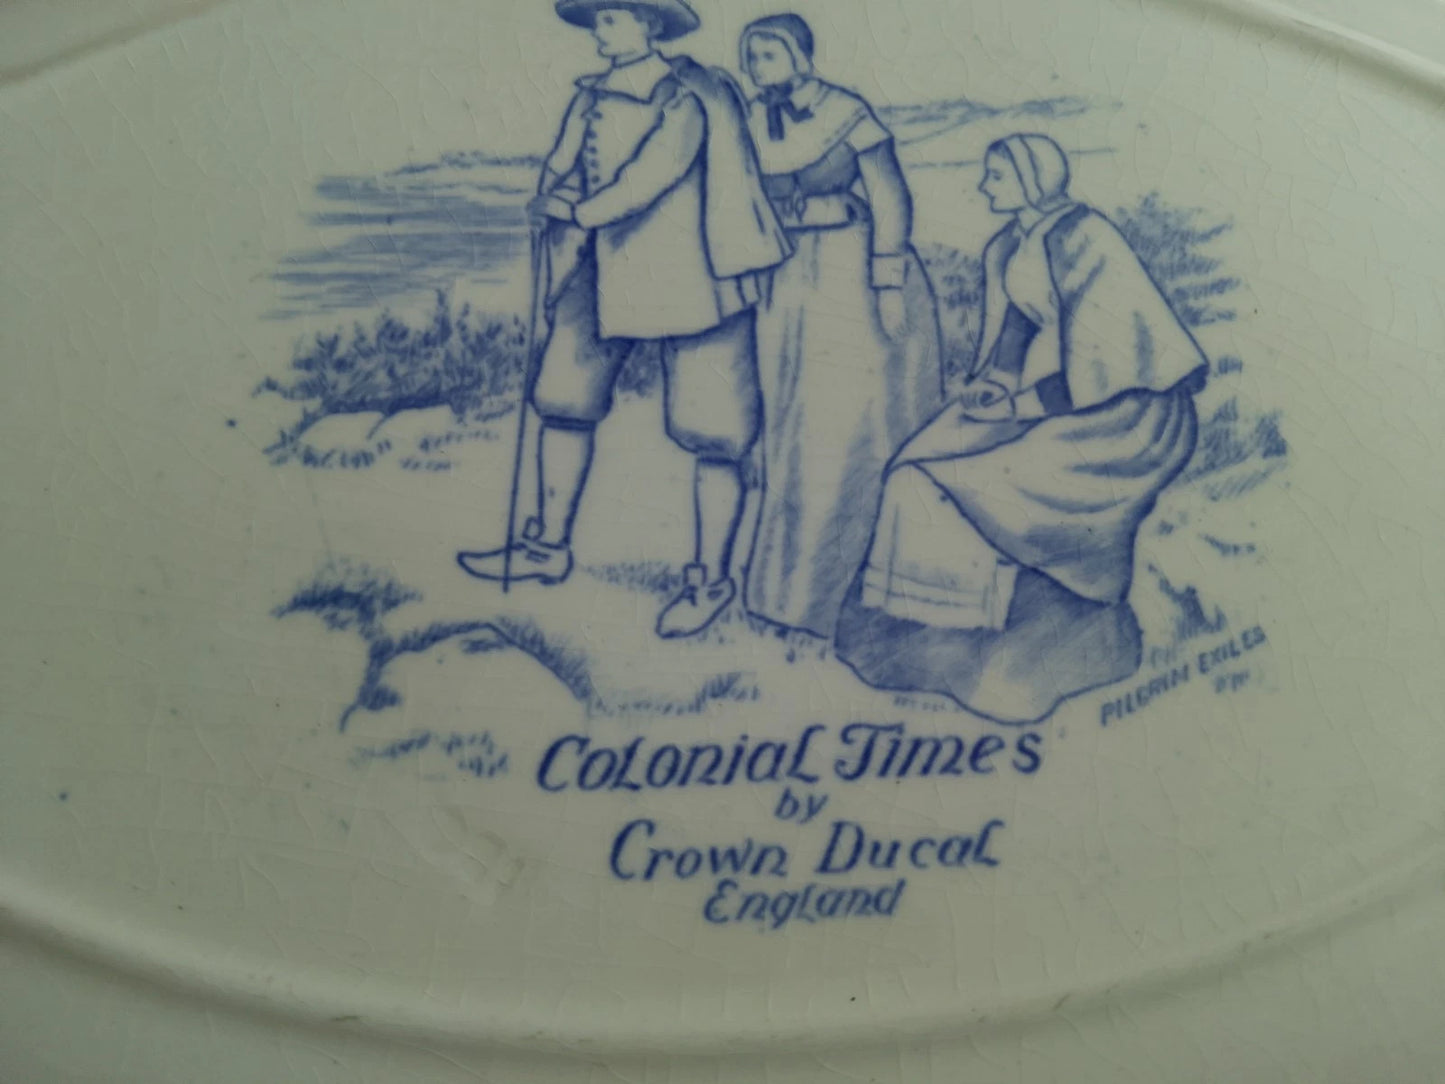 PILGRIM EXILES
Colonial Times
by
Crown Ducal
England